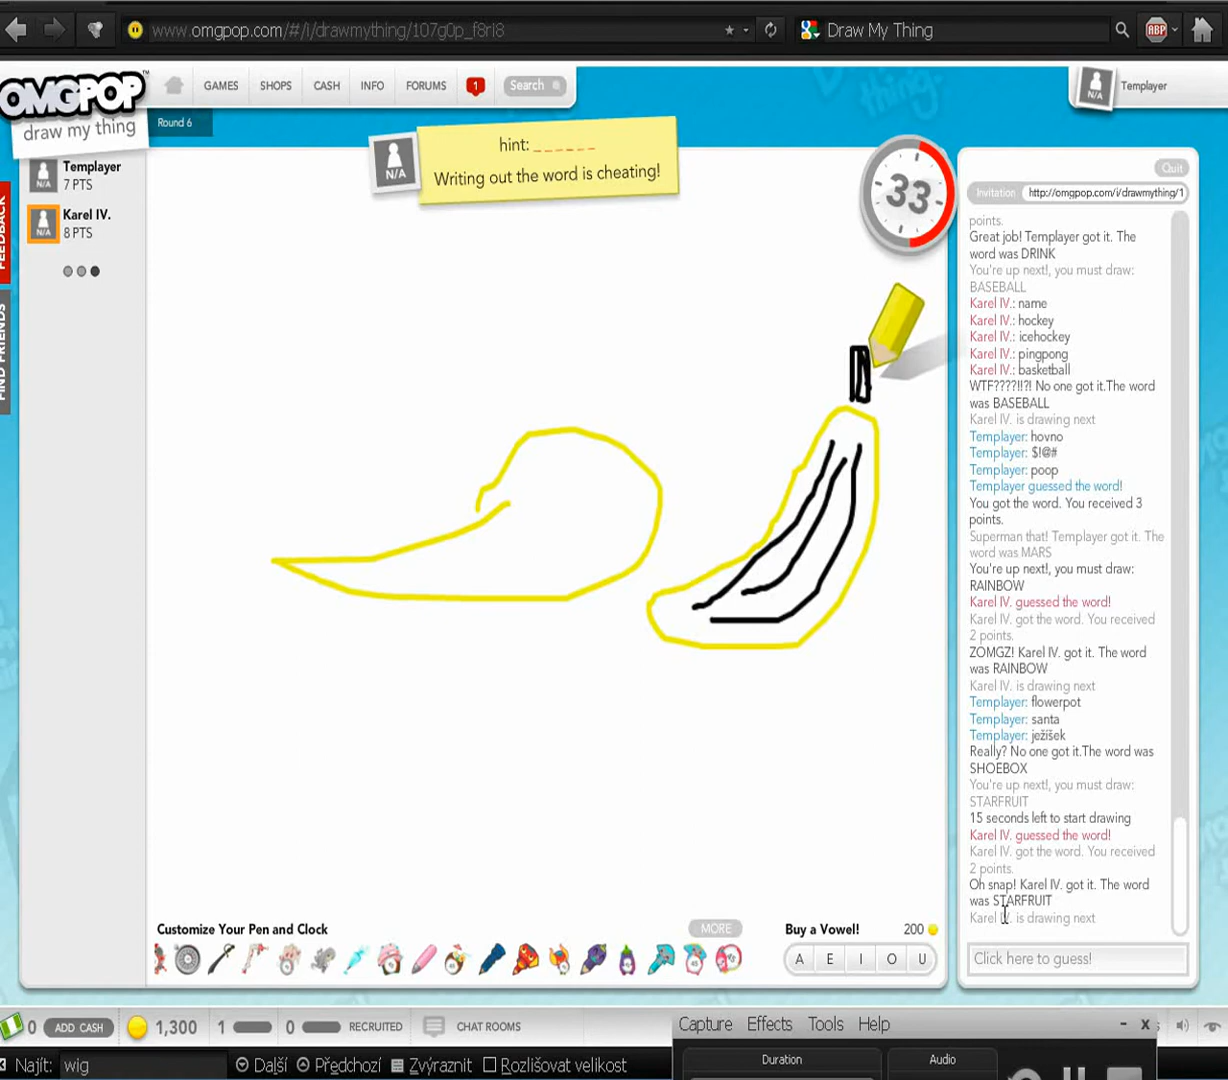 www.omgpop.com/#/i/drawmything/107g0p_f8rl8
Draw My Thing
ABP
OMGPOP
draw my thing
GAMES
SHOPS
CASH
INFO
FORUMS
1
Search
Templayer
Round 6
hint: _ _ _ _ _ _
Writing out the word is cheating!
N/A
N/A
Templayer
7 PTS
N/A
Karel IV.
8 PTS
N/A
FEEDBACK
FIND FRIENDS
33
Quit
Invitation
http://omgpop.com/i/drawmything/1
points.
Great job! Templayer got it. The
word was DRINK
You're up next!, you must draw:
BASEBALL
Karel IV.: name
Karel IV.: hockey
Karel IV.: icehockey
Karel IV.: pingpong
Karel IV.: basketball
WTF????!!?! No one got it.The word
was BASEBALL
Karel IV. is drawing next
Templayer: hovno
Templayer: $!@#
Templayer: poop
Templayer guessed the word!
You got the word. You received 3
points.
Superman that! Templayer got it. The
word was MARS
You're up next!, you must draw:
RAINBOW
Karel IV. guessed the word!
Karel IV. got the word. You received
2 points.
ZOMGZ! Karel IV. got it. The word
was RAINBOW
Karel IV. is drawing next
Templayer: flowerpot
Templayer: santa
Templayer: ježíšek
Really? No one got it.The word was
SHOEBOX
You're up next!, you must draw:
STARFRUIT
15 seconds left to start drawing
Karel IV. guessed the word!
Karel IV. got the word. You received
2 points.
Oh snap! Karel IV. got it. The word
was STARFRUIT
Karel IV. is drawing next
Click here to guess!
Customize Your Pen and Clock
MORE
Buy a Vowel!
200
A E I O U
0
ADD CASH
1,300
1
0
RECRUITED
CHAT ROOMS
Capture Effects Tools Help
Duration
Audio
Najít:
wig
Další
Předchozí
Zvýraznit
Rozlišovat velikost